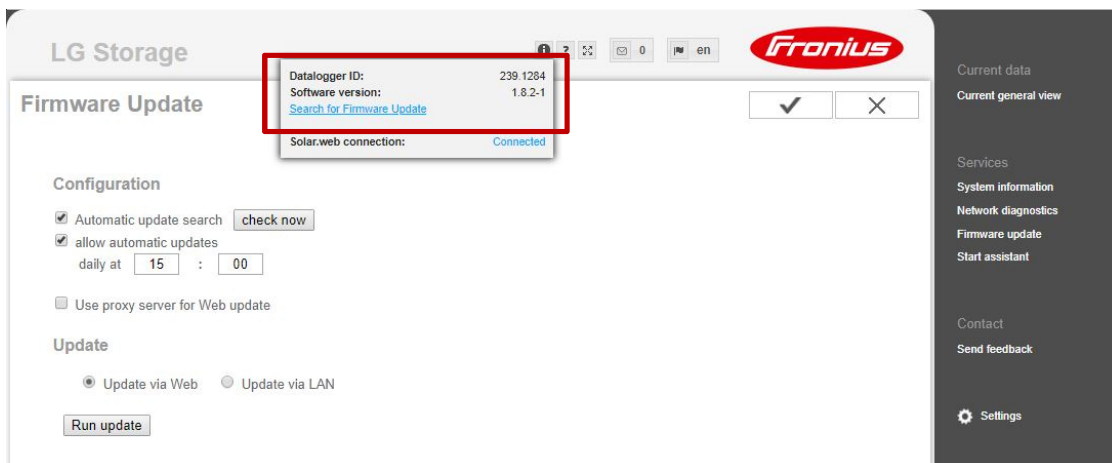 LG Storage
i ? 0 en
Fronius
Datalogger ID: 239.1284
Software version: 1.8.2-1
Search for Firmware Update
Solar.web connection: Connected
Firmware Update
Configuration
Automatic update search check now
allow automatic updates
daily at 15 : 00
Use proxy server for Web update
Update
Update via Web Update via LAN
Run update
Current data
Current general view
Services
System information
Network diagnostics
Firmware update
Start assistant
Contact
Send feedback
Settings